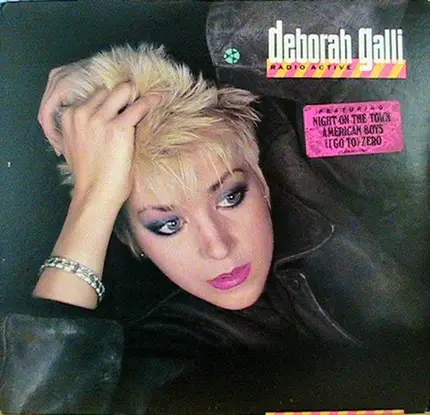 deborah galli
RADIO ACTIVE
FEATURING
NIGHT ON THE TOWN
AMERICAN BOYS
(I GO TO) ZERO